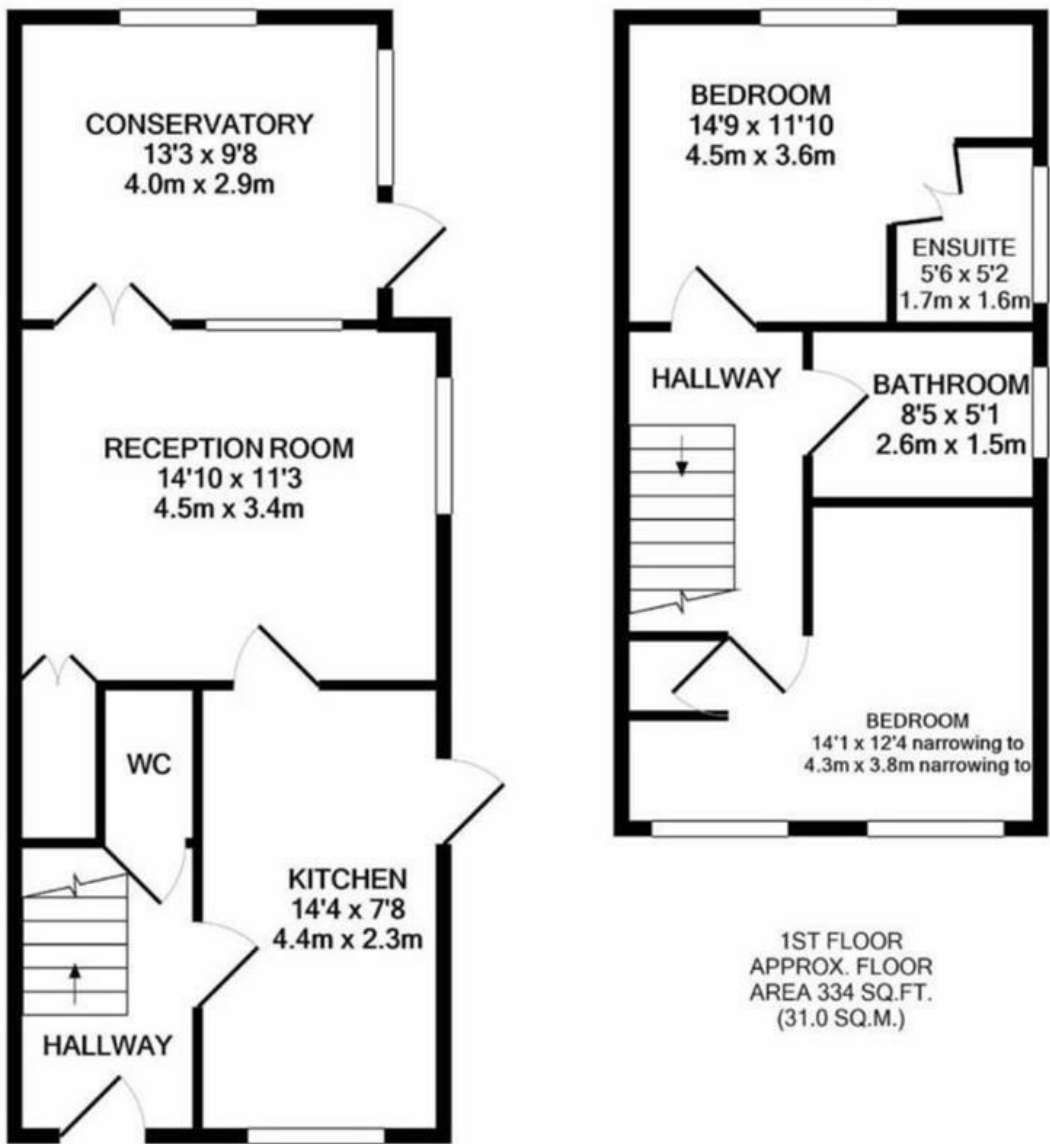 CONSERVATORY
13'3 x 9'8
4.0m x 2.9m
RECEPTION ROOM
14'10 x 11'3
4.5m x 3.4m
WC
KITCHEN
14'4 x 7'8
4.4m x 2.3m
HALLWAY
BEDROOM
14'9 x 11'10
4.5m x 3.6m
ENSUITE
5'6 x 5'2
1.7m x 1.6m
HALLWAY
BATHROOM
8'5 x 5'1
2.6m x 1.5m
BEDROOM
14'1 x 12'4 narrowing to
4.3m x 3.8m narrowing to
1ST FLOOR
APPROX. FLOOR
AREA 334 SQ.FT.
(31.0 SQ.M.)